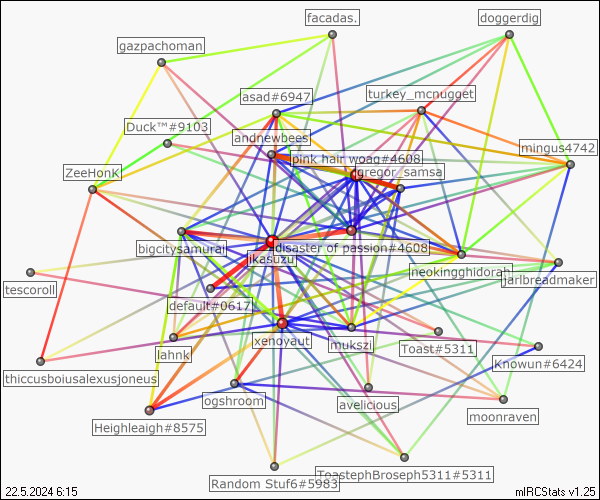 facadas.
doggerdig
gazpachoman
turkey_mcnugget
asad#6947
Duck™#9103
andnewbees
mingus4742
pink hair woag#4608
gregor_samsa
ZeeHonk
bigcitysamurai
disaster of passion#4608
ikasuzu
neokingghidorah
jaribreadmaker
tescoroll
default#0617
lahnk
xenoyaut
mukszi
Toast#5311
Knowun#6424
thiccusboiusalexusjoneus
ogshroom
avelicious
moonraven
Heighleaigh#8575
ToastephBroseph5311#5311
Random Stuf6#5983
22.5.2024 6:15
mIRCStats v1.25